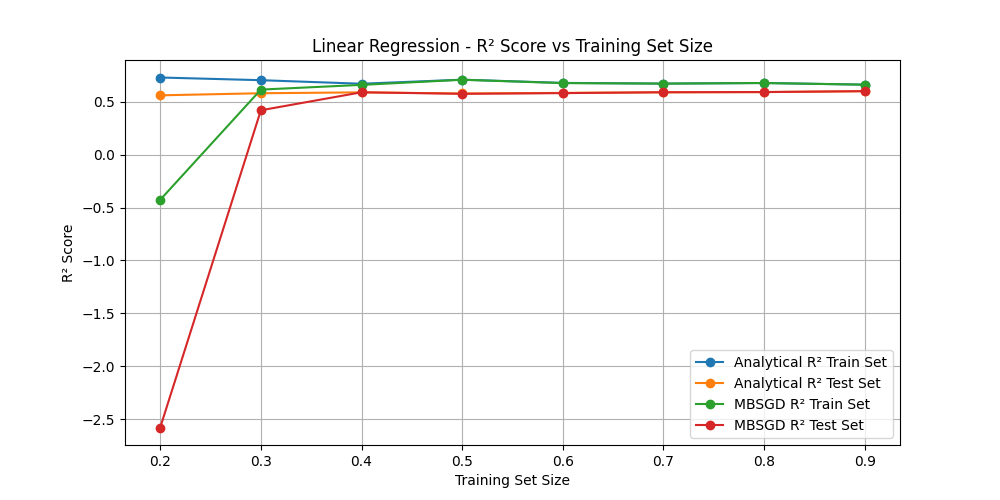 Linear Regression - R² Score vs Training Set Size
R² Score
0.5
0.0
−0.5
−1.0
−1.5
−2.0
−2.5
0.2 0.3 0.4 0.5 0.6 0.7 0.8 0.9
Training Set Size
Analytical R² Train Set
Analytical R² Test Set
MBSGD R² Train Set
MBSGD R² Test Set